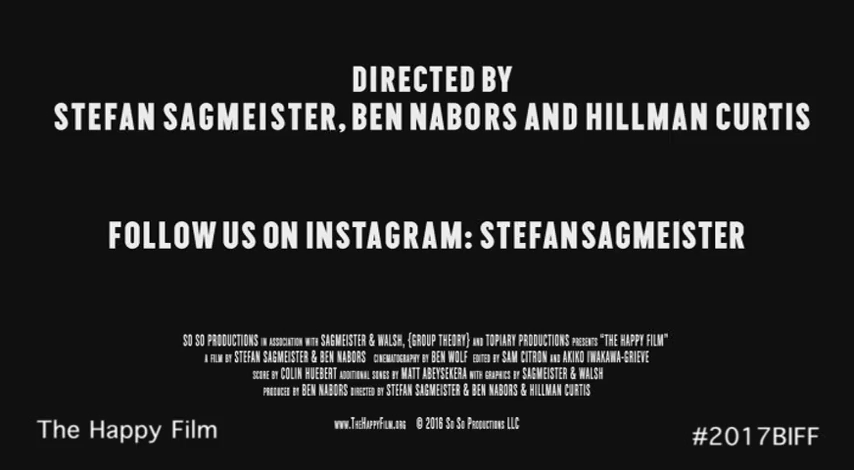 DIRECTED BY
STEFAN SAGMEISTER, BEN NABORS AND HILLMAN CURTIS
FOLLOW US ON INSTAGRAM: STEFANSAGMEISTER
SO SO PRODUCTIONS IN ASSOCIATION WITH SAGMEISTER & WALSH, {GROUP THEORY} AND TOPIARY PRODUCTIONS PRESENTS "THE HAPPY FILM"
A FILM BY STEFAN SAGMEISTER & BEN NABORS CINEMATOGRAPHY BY BEN WOLF EDITED BY SAM CITRON AND AKIKO IWAKAWA-GRIEVE
SCORE BY COLIN HUEBERT ADDITIONAL SONGS BY MATT ABEYSEKERA WITH GRAPHICS BY SAGMEISTER & WALSH
PRODUCED BY BEN NABORS DIRECTED BY STEFAN SAGMEISTER & BEN NABORS & HILLMAN CURTIS
www.TheHappyFilm.org © 2016 So So Productions LLC
The Happy Film
#2017BIFF